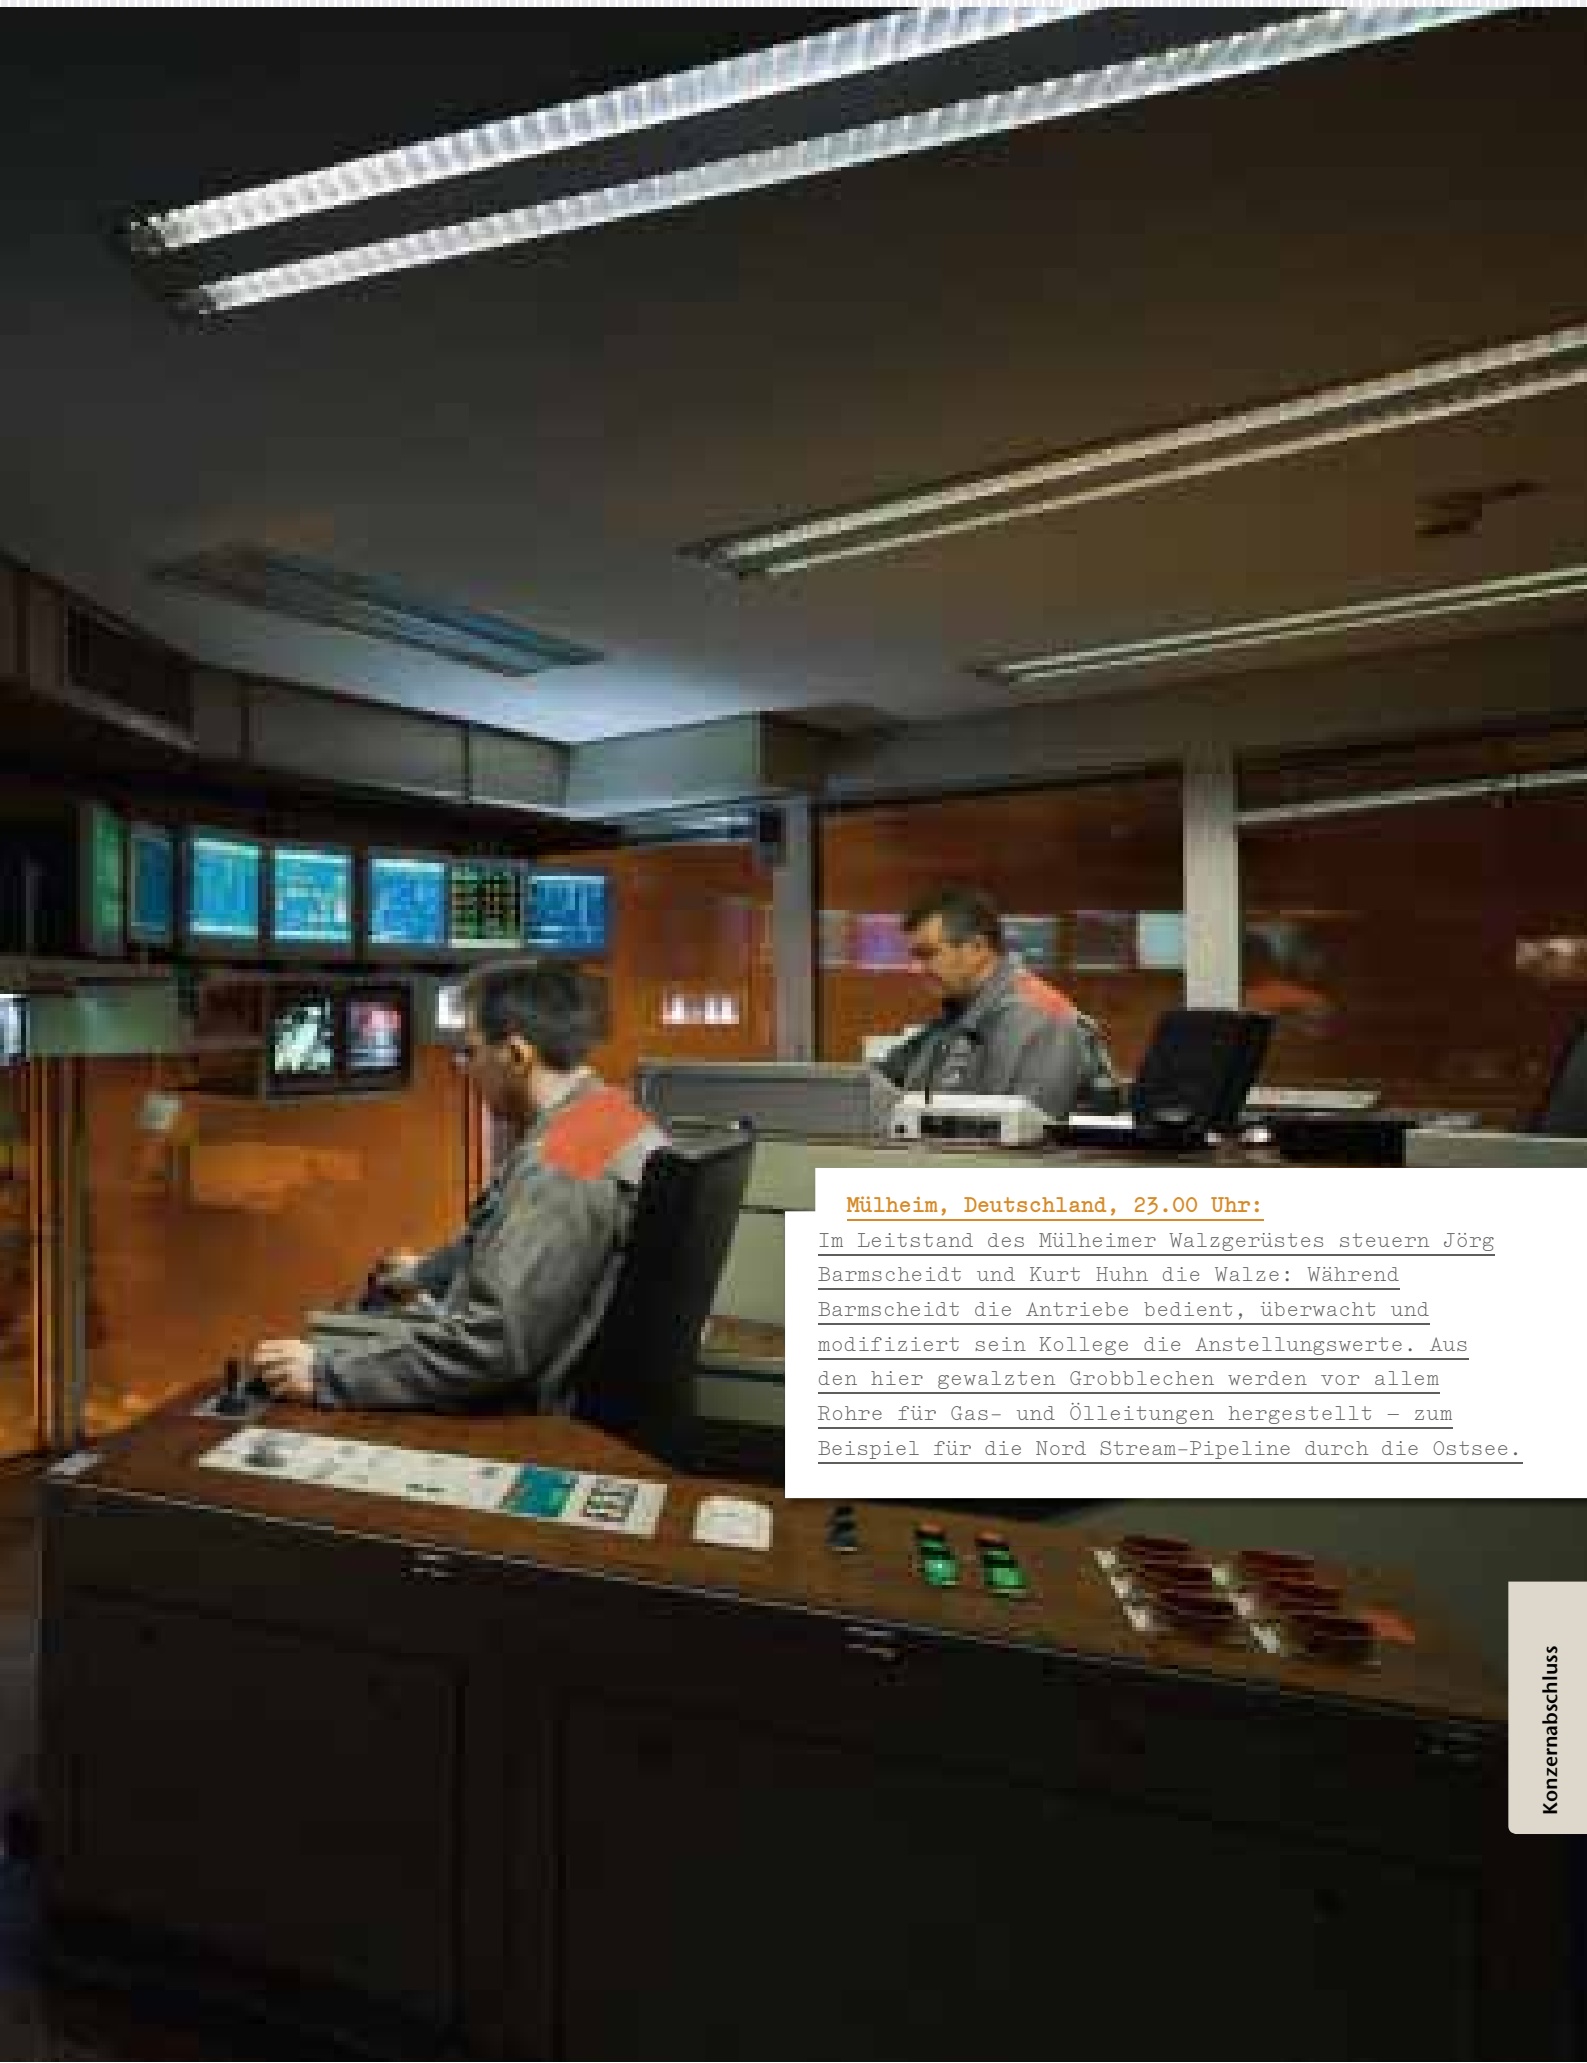 Mülheim, Deutschland, 23.00 Uhr:
Im Leitstand des Mülheimer Walzgerüstes steuern Jörg
Barmscheidt und Kurt Huhn die Walze: Während
Barmscheidt die Antriebe bedient, überwacht und
modifiziert sein Kollege die Anstellungswerte. Aus
den hier gewalzten Grobblechen werden vor allem
Rohre für Gas- und Ölleitungen hergestellt – zum
Beispiel für die Nord Stream-Pipeline durch die Ostsee.
Konzernabschluss